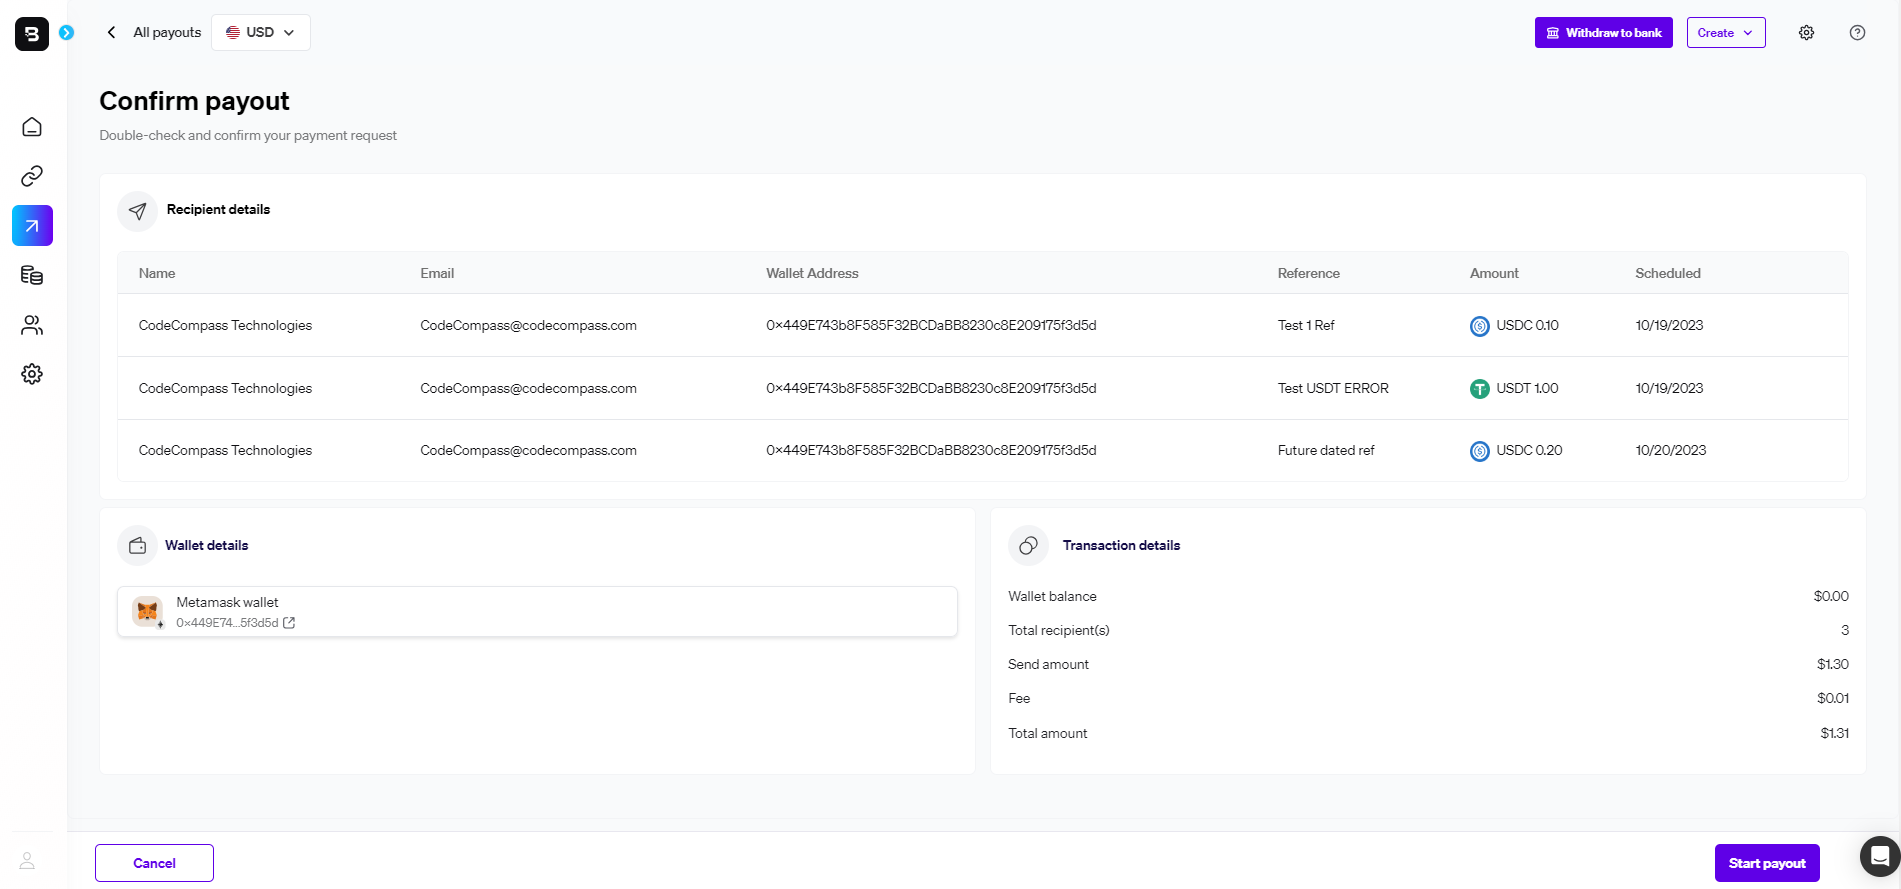 B
All payouts USD Withdraw to bank Create
Confirm payout
Double-check and confirm your payment request
Recipient details
Name Email Wallet Address Reference Amount Scheduled
CodeCompass Technologies CodeCompass@codecompass.com 0x449E743b8F585F32BCDaBB8230c8E209175f3d5d Test 1 Ref USDC 0.10 10/19/2023
CodeCompass Technologies CodeCompass@codecompass.com 0x449E743b8F585F32BCDaBB8230c8E209175f3d5d Test USDT ERROR USDT 1.00 10/19/2023
CodeCompass Technologies CodeCompass@codecompass.com 0x449E743b8F585F32BCDaBB8230c8E209175f3d5d Future dated ref USDC 0.20 10/20/2023
Wallet details
Metamask wallet
0x449E74...5f3d5d
Transaction details
Wallet balance $0.00
Total recipient(s) 3
Send amount $1.30
Fee $0.01
Total amount $1.31
Cancel Start payout